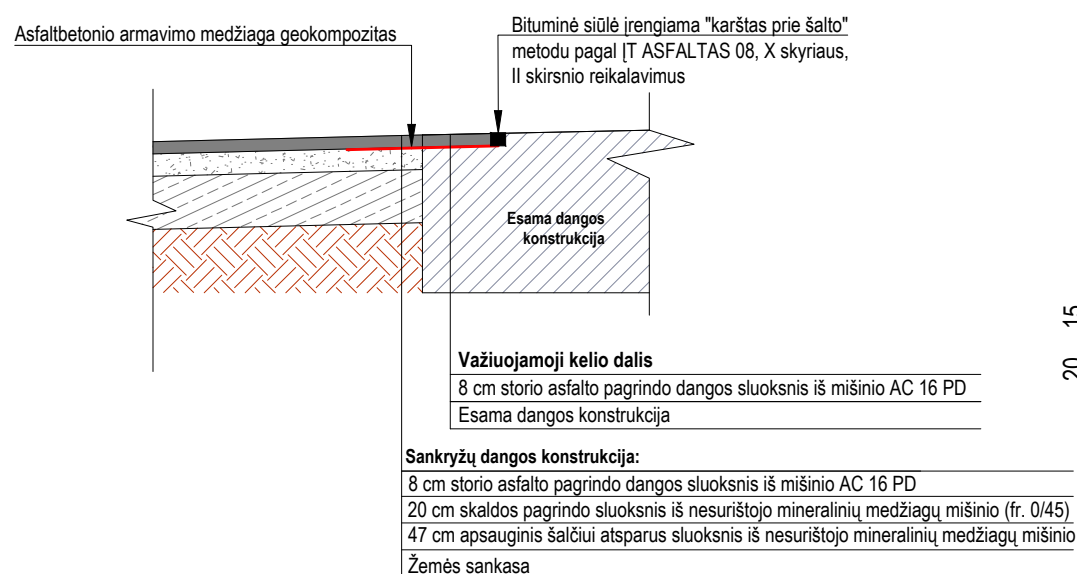 Asfaltbetonio armavimo medžiaga geokompozitas
Bituminė siūlė įrengiama "karštas prie šalto"
metodu pagal ĮT ASFALTAS 08, X skyriaus,
II skirsnio reikalavimus
Esama dangos
konstrukcija
Važiuojamoji kelio dalis
8 cm storio asfalto pagrindo dangos sluoksnis iš mišinio AC 16 PD
Esama dangos konstrukcija
Sankryžų dangos konstrukcija:
8 cm storio asfalto pagrindo dangos sluoksnis iš mišinio AC 16 PD
20 cm skaldos pagrindo sluoksnis iš nesurištojo mineralinių medžiagų mišinio (fr. 0/45)
47 cm apsauginis šalčiui atsparus sluoksnis iš nesurištojo mineralinių medžiagų mišinio
Žemės sankasa
20 15